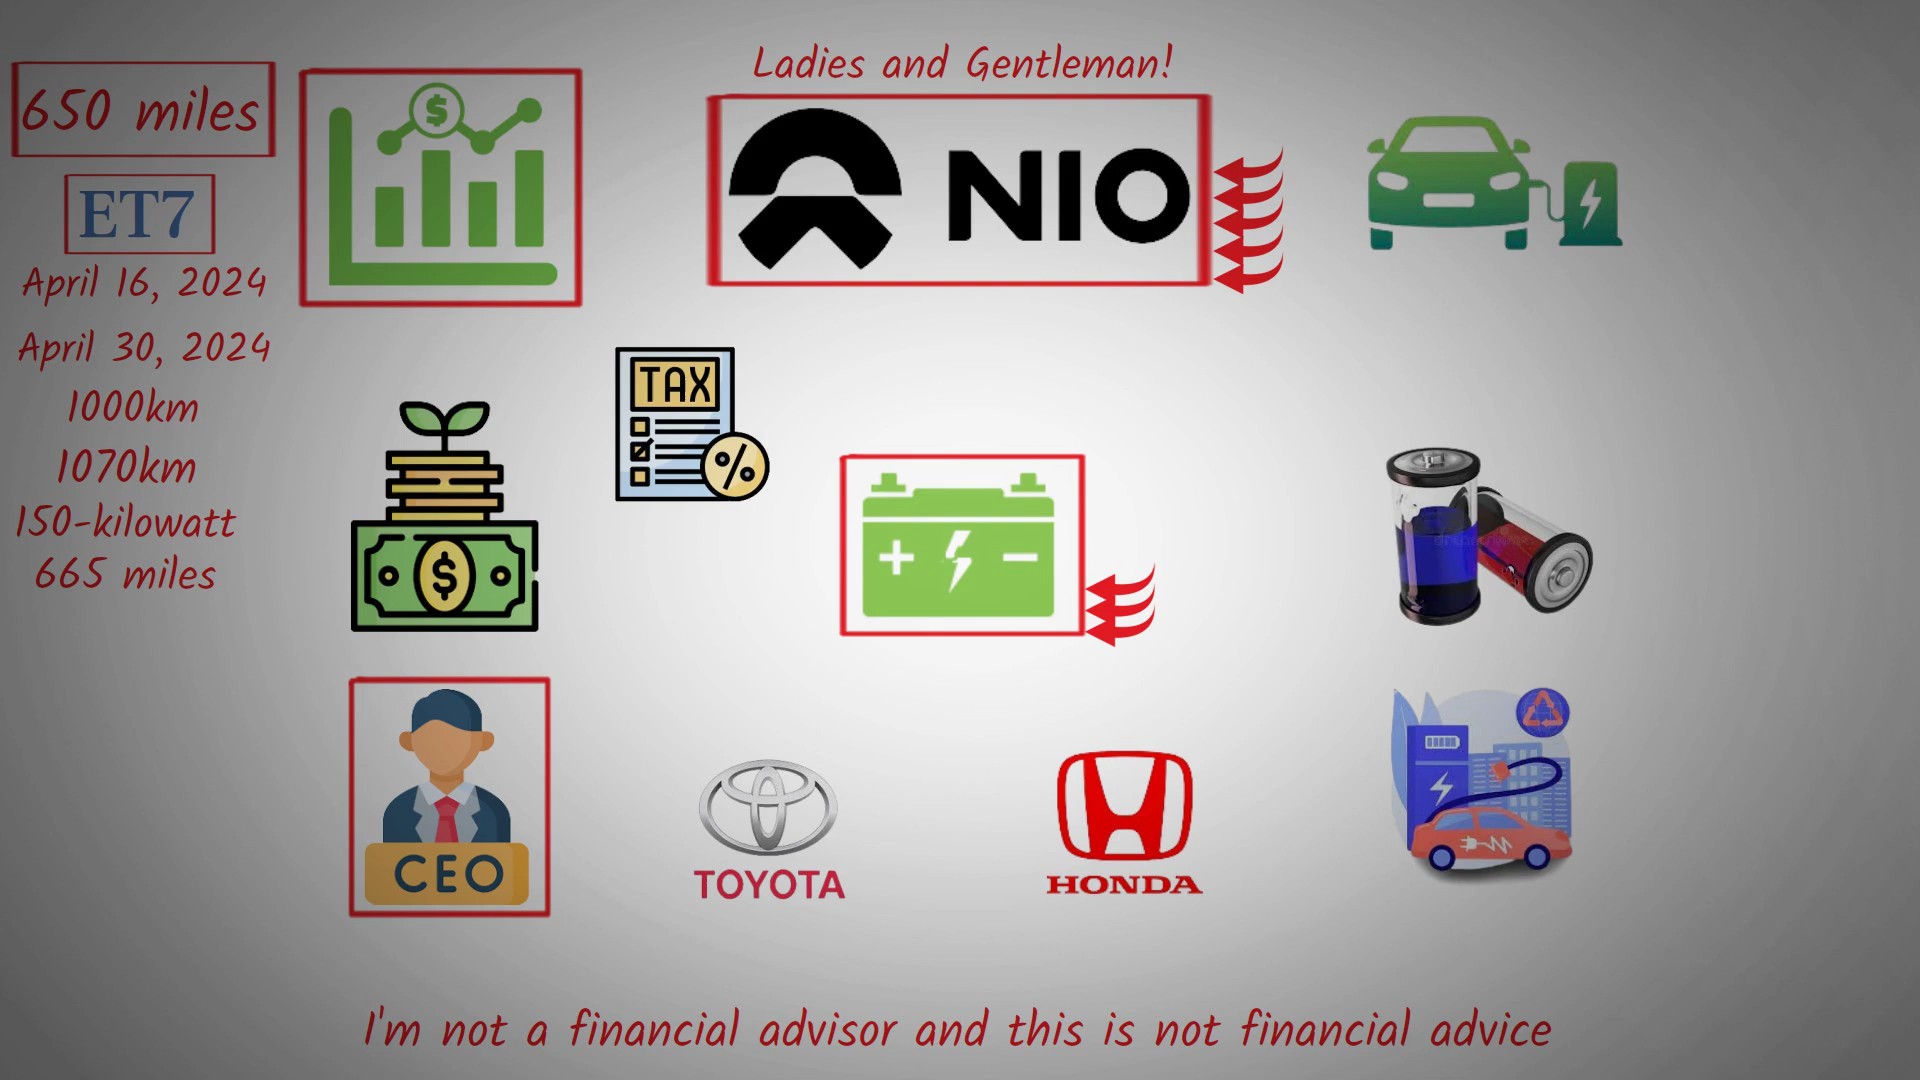 Ladies and Gentleman!
650 miles
ET7
April 16, 2024
April 30, 2024
1000km
1070km
150-kilowatt
665 miles
$
NIO
TAX
%
$
+ -
CEO
TOYOTA
HONDA
I'm not a financial advisor and this is not financial advice